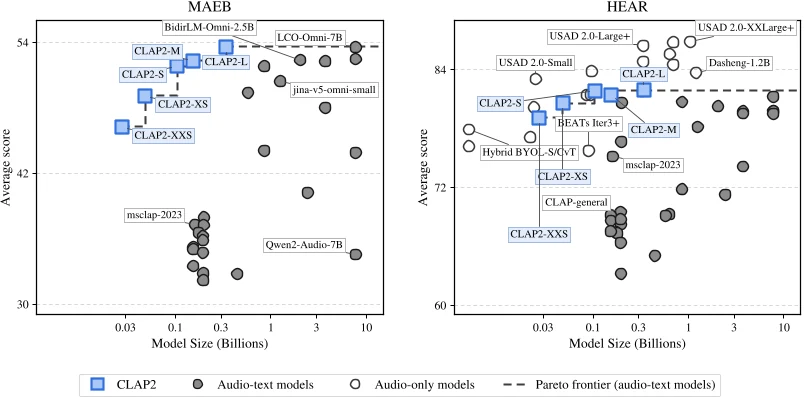 MAEB
Average score
54
42
30
BidirLM-Omni-2.5B
LCO-Omni-7B
CLAP2-M
CLAP2-L
CLAP2-S
jina-v5-omni-small
CLAP2-XS
CLAP2-XXS
msclap-2023
Qwen2-Audio-7B
0.03 0.1 0.3 1 3 10
Model Size (Billions)
HEAR
Average score
84
72
60
USAD 2.0-XXLarge+
USAD 2.0-Large+
USAD 2.0-Small
Dasheng-1.2B
CLAP2-L
CLAP2-S
BEATs Iter3+
CLAP2-M
Hybrid BYOL-S/CvT
msclap-2023
CLAP2-XS
CLAP-general
CLAP2-XXS
0.03 0.1 0.3 1 3 10
Model Size (Billions)
CLAP2 Audio-text models Audio-only models Pareto frontier (audio-text models)